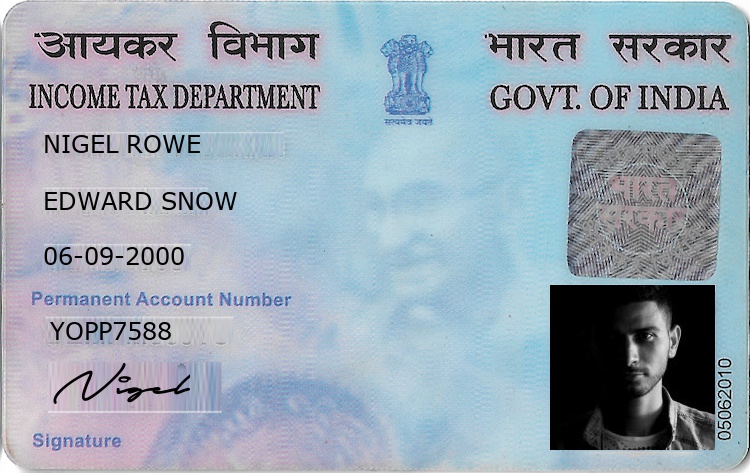 आयकर विभाग भारत सरकार
INCOME TAX DEPARTMENT GOVT. OF INDIA
सत्यमेव जयते
NIGEL ROWE
EDWARD SNOW
06-09-2000
भारत
सरकार
Permanent Account Number
YOPP7588
Nigel
Signature
05062010